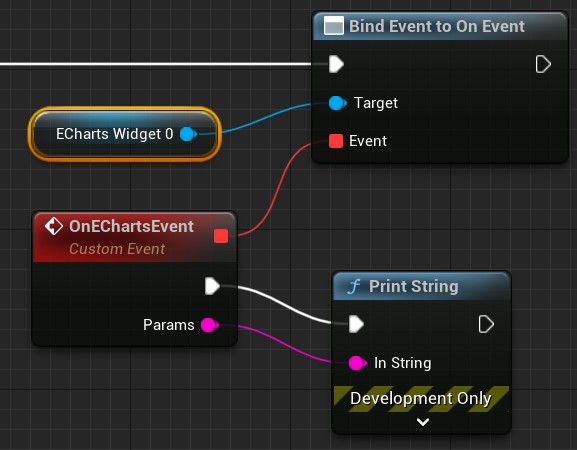 Bind Event to On Event
Target
ECharts Widget 0
Event
OnEChartsEvent
Custom Event
Params
f Print String
In String
Development Only